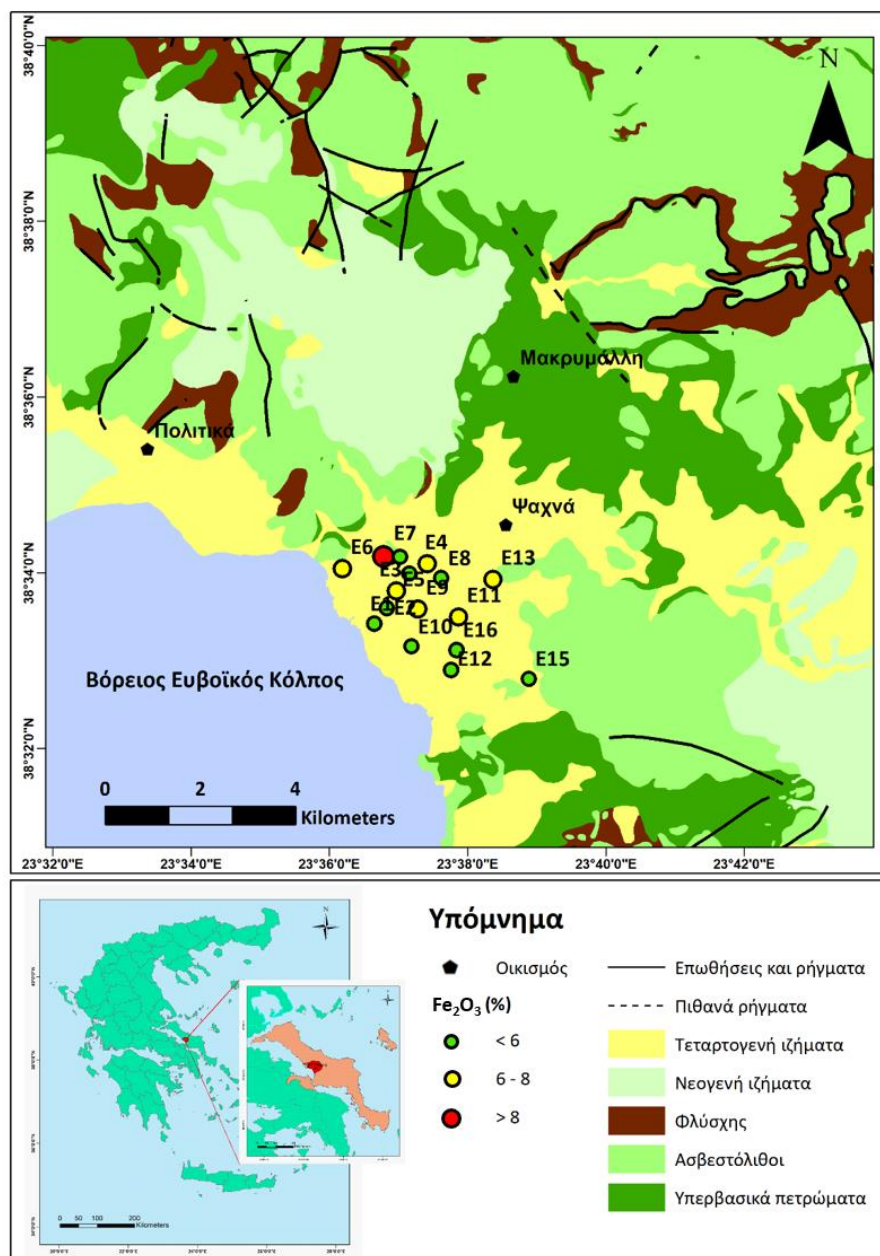 38°40'0"N
N
38°38'0"N
Μακρυμάλλη
38°36'0"N
Πολιτικά
Ψαχνά
38°34'0"N
E6
E7
E4
E8
E13
E3
E5
E9
E11
E1
E2
E10
E16
E12
E15
Βόρειος Ευβοϊκός Κόλπος
38°32'0"N
0 2 4
Kilometers
23°32'0"E 23°34'0"E 23°36'0"E 23°38'0"E 23°40'0"E 23°42'0"E
N
0 50 100 200
Kilometers
Υπόμνημα
Οικισμός
Fe₂O₃ (%)
< 6
6 - 8
> 8
Επωθήσεις και ρήγματα
Πιθανά ρήγματα
Τεταρτογενή ιζήματα
Νεογενή ιζήματα
Φλύσχης
Ασβεστόλιθοι
Υπερβασικά πετρώματα